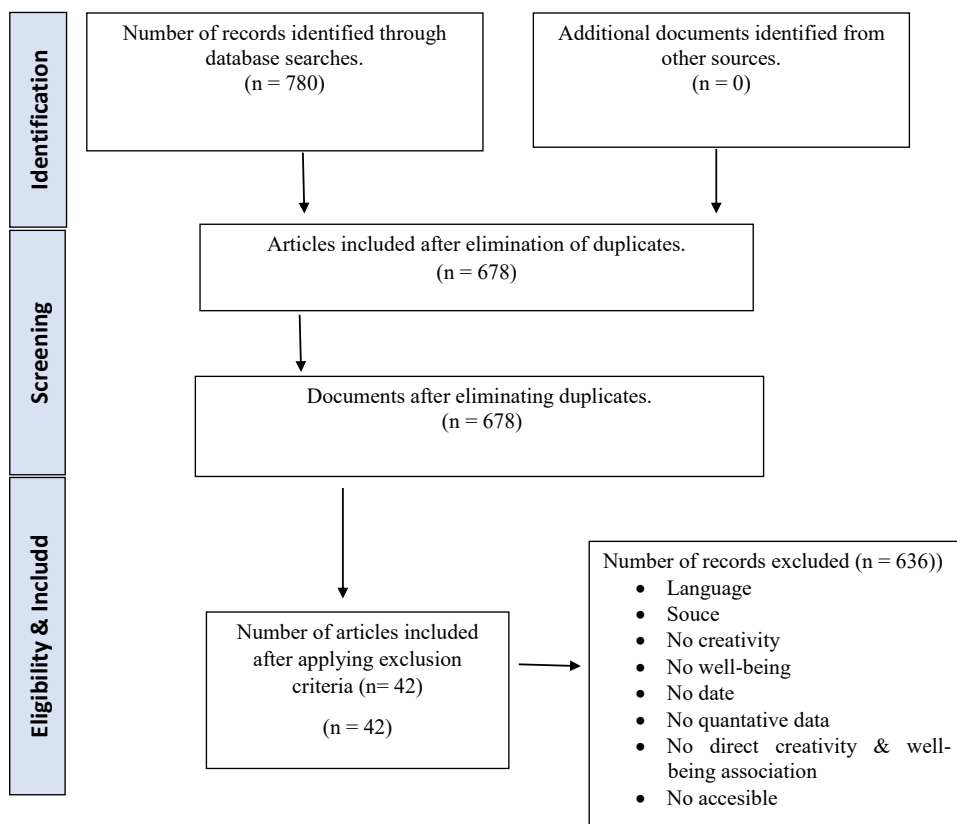 Identification
Number of records identified through
database searches.
(n = 780)
Additional documents identified from
other sources.
(n = 0)
Screening
Articles included after elimination of duplicates.
(n = 678)
Documents after eliminating duplicates.
(n = 678)
Eligibility & Includd
Number of articles included
after applying exclusion
criteria (n= 42)
(n = 42)
Number of records excluded (n = 636))
• Language
• Souce
• No creativity
• No well-being
• No date
• No quantative data
• No direct creativity & well-
being association
• No accesible